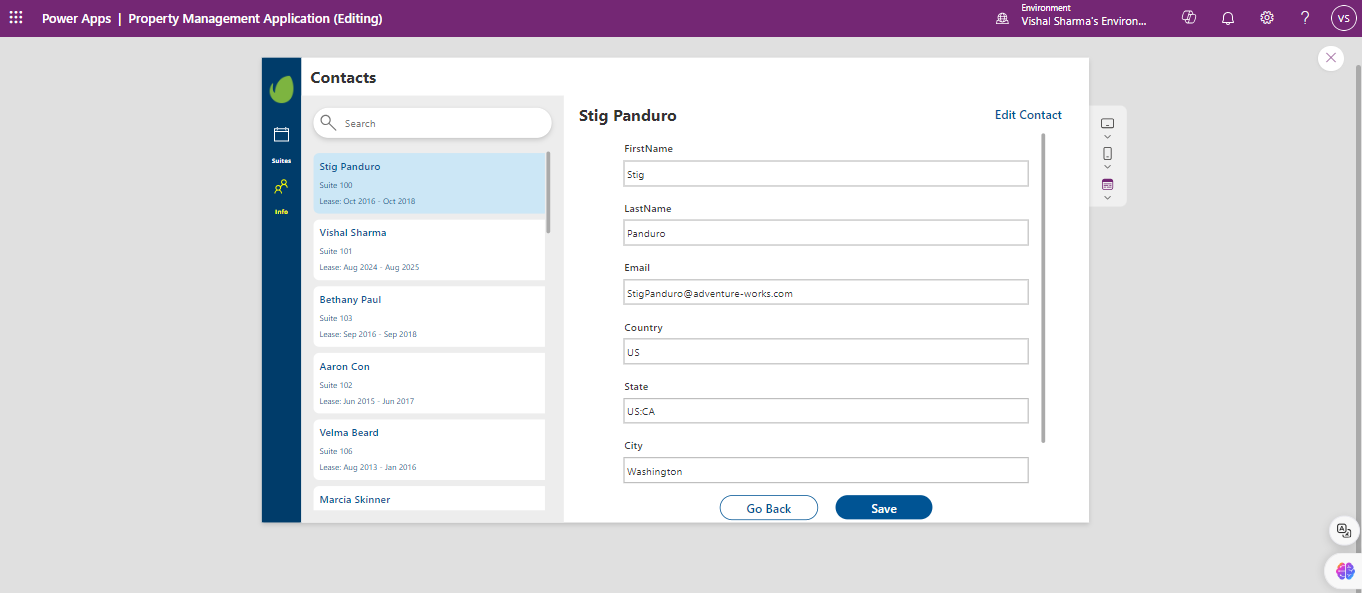 Power Apps | Property Management Application (Editing)
Environment
Vishal Sharma's Environ...
VS
Contacts
Suites
Info
Search
Stig Panduro
Suite 100
Lease: Oct 2016 - Oct 2018
Vishal Sharma
Suite 101
Lease: Aug 2024 - Aug 2025
Bethany Paul
Suite 103
Lease: Sep 2016 - Sep 2018
Aaron Con
Suite 102
Lease: Jun 2015 - Jun 2017
Velma Beard
Suite 106
Lease: Aug 2013 - Jan 2016
Marcia Skinner
Stig Panduro
Edit Contact
FirstName
Stig
LastName
Panduro
Email
StigPanduro@adventure-works.com
Country
US
State
US:CA
City
Washington
Go Back
Save